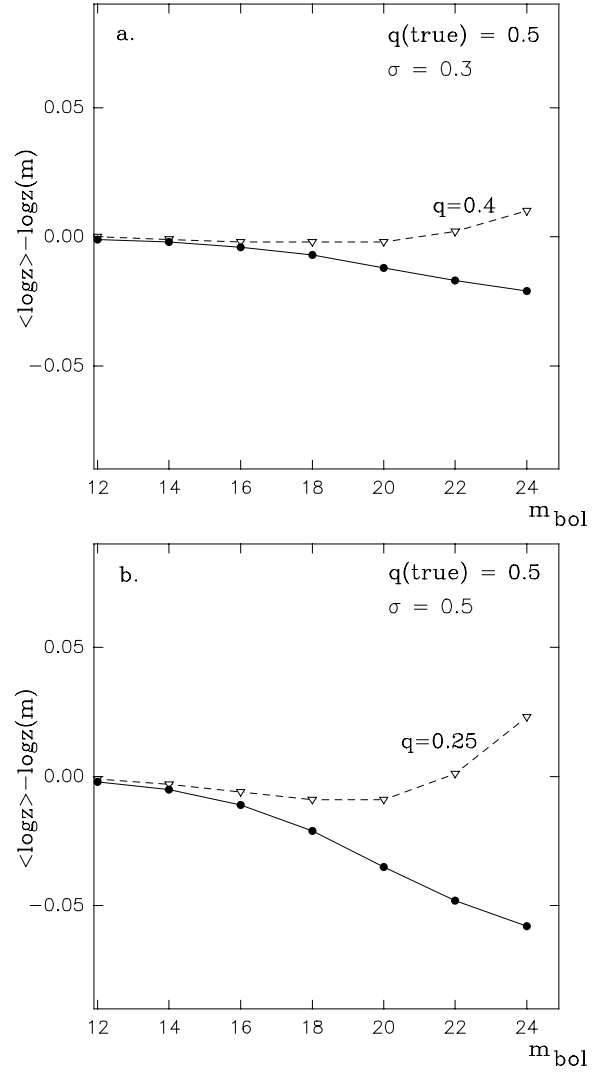 a.
q(true) = 0.5
σ = 0.3
0.05
0.00
−0.05
<logz>−logz(m)
q=0.4
12 14 16 18 20 22 24
m bol
b.
q(true) = 0.5
σ = 0.5
0.05
0.00
−0.05
<logz>−logz(m)
q=0.25
12 14 16 18 20 22 24
m bol